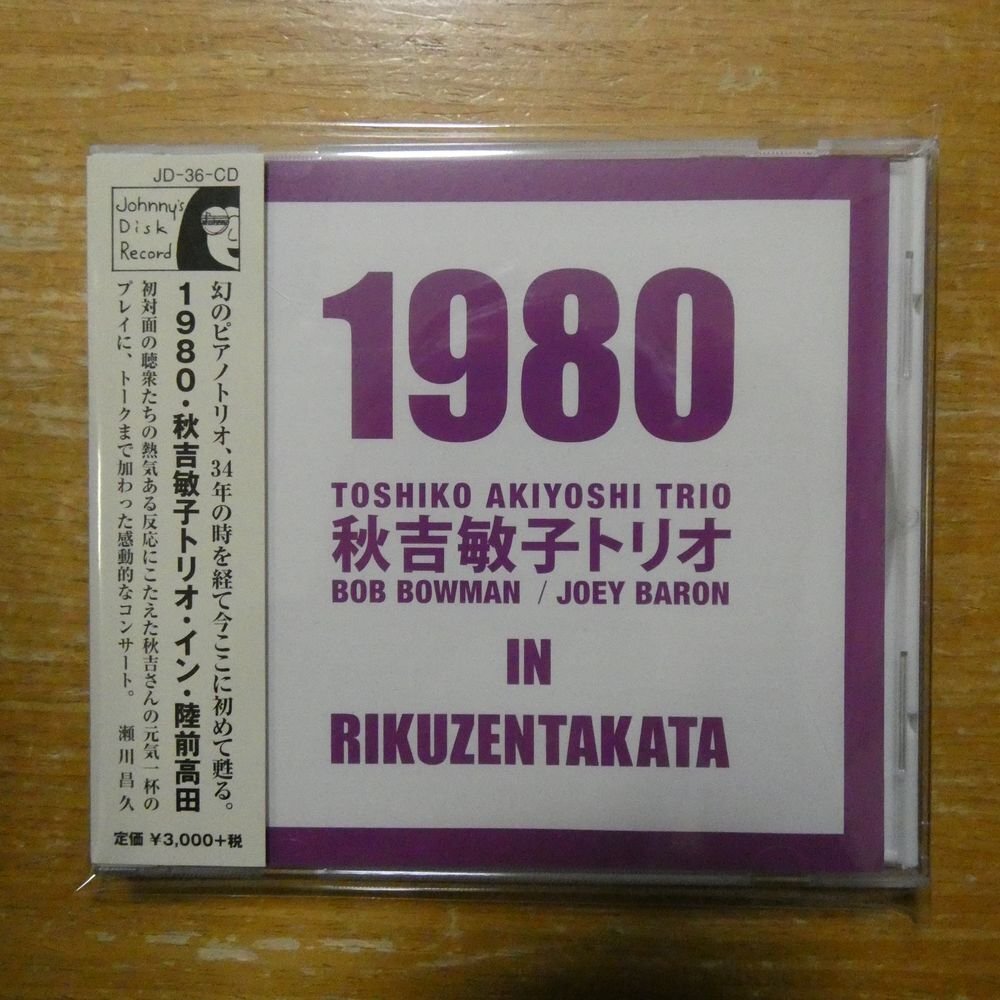 JD-36-CD
Johnny's
Disk
Record
幻のピアノトリオ、34年の時を経て今ここに初めて甦る。
1980・秋吉敏子トリオ・イン・陸前高田
初対面の聴衆たちの熱気ある反応にこたえた秋吉さんの元気一杯の
プレイに、トークまで加わった感動的なコンサート。 瀬川昌久
定価 ¥3,000+税
1980
TOSHIKO AKIYOSHI TRIO
秋吉敏子トリオ
BOB BOWMAN / JOEY BARON
IN
RIKUZENTAKATA